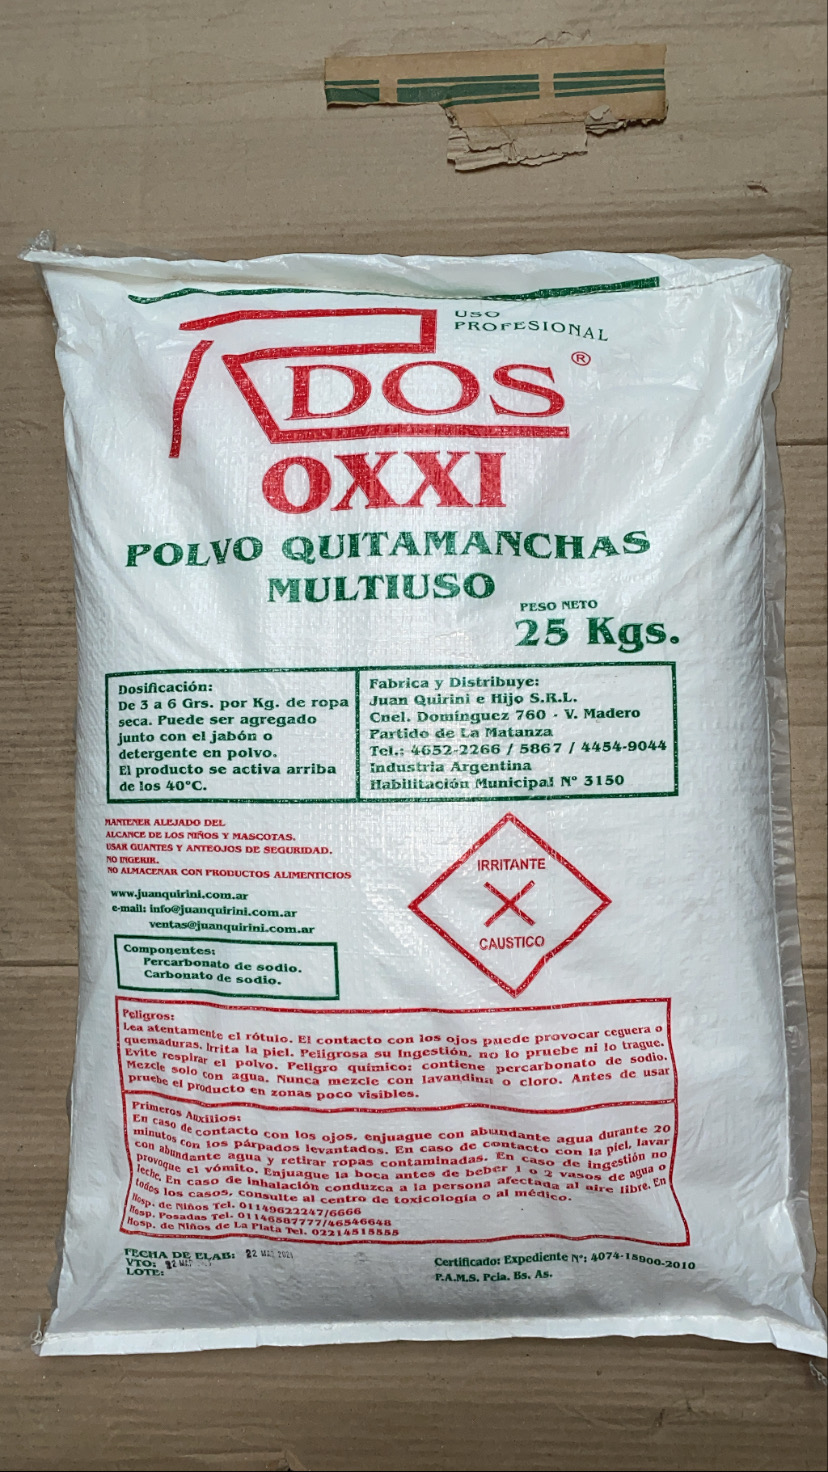 USO
PROFESIONAL
DOS®
OXXI
POLVO QUITAMANCHAS
MULTIUSO
PESO NETO
25 Kgs.
Dosificación:
De 3 a 6 Grs. por Kg. de ropa
seca. Puede ser agregado
junto con el jabón o
detergente en polvo.
El producto se activa arriba
de los 40°C.
Fabrica y Distribuye:
Juan Quirini e Hijo S.R.L.
Cnel. Domínguez 760 - V. Madero
Partido de La Matanza
Tel.: 4652-2266 / 5867 / 4454-9044
Industria Argentina
Habilitación Municipal N° 3150
MANTENER ALEJADO DEL
ALCANCE DE LOS NIÑOS Y MASCOTAS.
USAR GUANTES Y ANTEOJOS DE SEGURIDAD.
NO INGERIR.
NO ALMACENAR CON PRODUCTOS ALIMENTICIOS
www.juanquirini.com.ar
e-mail: info@juanquirini.com.ar
ventas@juanquirini.com.ar
IRRITANTE
CAUSTICO
Componentes:
Percarbonato de sodio.
Carbonato de sodio.
Peligros:
Lea atentamente el rótulo. El contacto con los ojos puede provocar ceguera o
quemaduras. Irrita la piel. Peligrosa su Ingestión, no lo pruebe ni lo trague.
Evite respirar el polvo. Peligro químico: contiene percarbonato de sodio.
Mezcle solo con agua. Nunca mezcle con lavandina o cloro. Antes de usar
pruebe el producto en zonas poco visibles.
Primeros Auxilios:
En caso de contacto con los ojos, enjuague con abundante agua durante 20
minutos con los párpados levantados. En caso de contacto con la piel, lavar
con abundante agua y retirar ropas contaminadas. En caso de ingestión no
provoque el vómito. Enjuague la boca antes de beber 1 o 2 vasos de agua o
leche. En caso de inhalación conduzca a la persona afectada al aire libre. En
todos los casos, consulte al centro de toxicología o al médico.
Hosp. de Niños Tel. 01149622247/6666
Hosp. Posadas Tel. 01146587777/46546648
Hosp. de Niños de La Plata Tel. 02214515555
FECHA DE ELAB: 22
VTO: 22
LOTE:
Certificado: Expediente N°: 4074-15900-2010
P.A.M.S. Pcia. Bs. As.